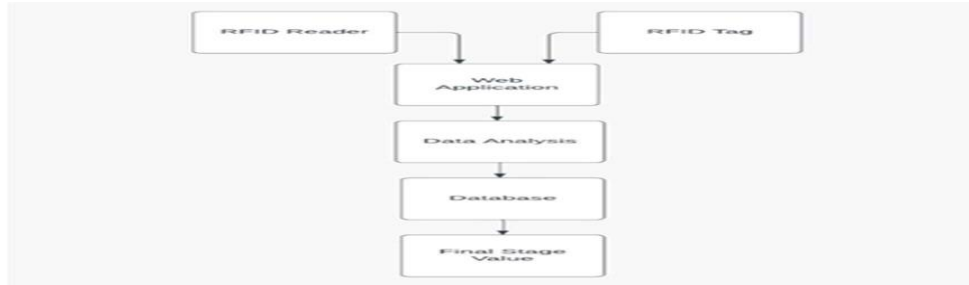 RFID Reader
RFID Tag
Web
Application
Data Analysis
Database
Final Stage
Value